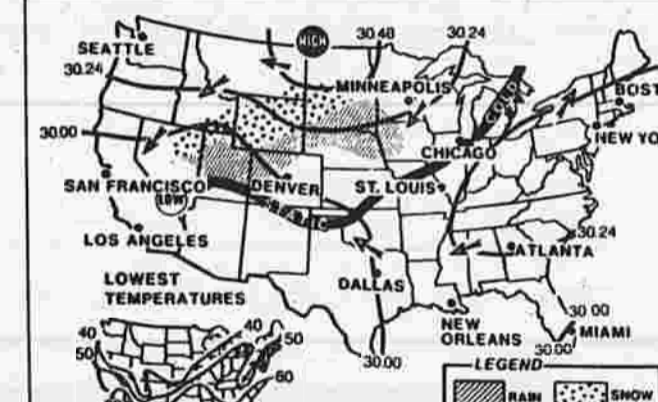 HIGH
30.48
30.24
SEATTLE
30.24
MINNEAPOLIS
BOST
30.00
COLD
NEW YO
CHICAGO
SAN FRANCISCO
DENVER
ST. LOUIS
LOW
LOS ANGELES
30.24
ATLANTA
LOWEST
TEMPERATURES
DALLAS
NEW
ORLEANS
30.00
MIAMI
30.00
30.00
40
50
40
50
60
LEGEND
RAIN
SNOW